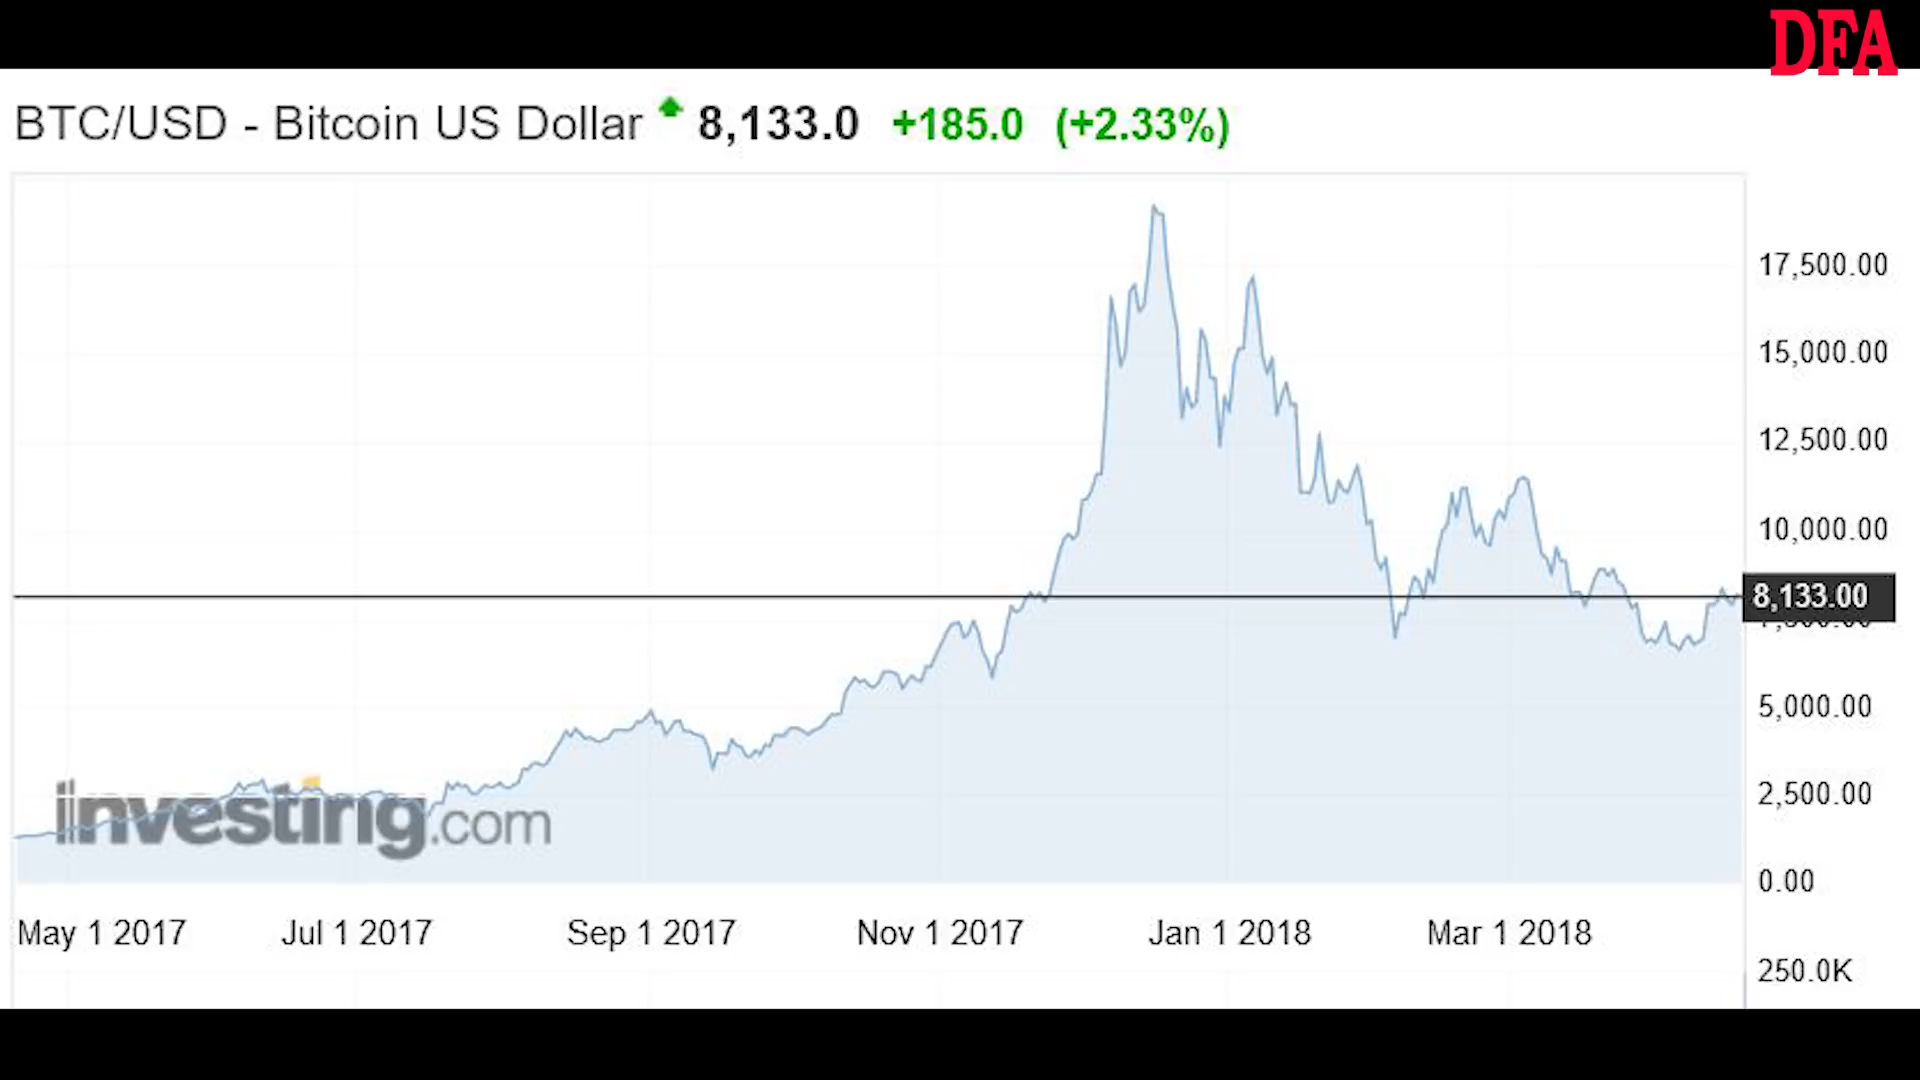 DFA
BTC/USD - Bitcoin US Dollar 8,133.0 +185.0 (+2.33%)
17,500.00
15,000.00
12,500.00
10,000.00
8,133.00
5,000.00
2,500.00
0.00
investing.com
May 1 2017 Jul 1 2017 Sep 1 2017 Nov 1 2017 Jan 1 2018 Mar 1 2018
250.0K